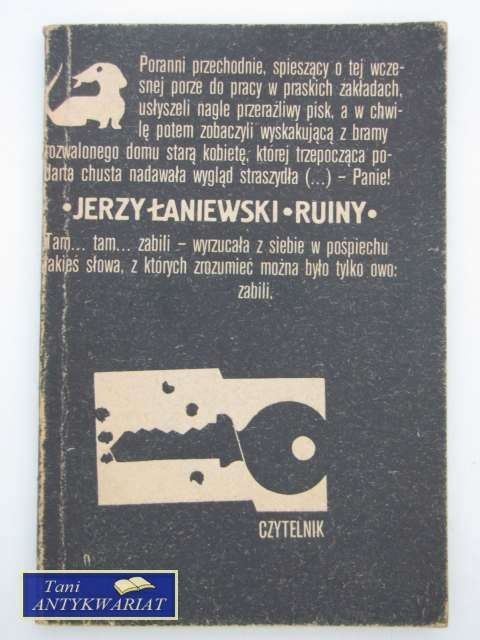 Poranni przechodnie, spieszący o tej wcze-
snej porze do pracy w praskich zakładach,
usłyszeli nagle przeraźliwy pisk, a w chwi-
lę potem zobaczyli wyskakującą z bramy
rozwalonego domu starą kobietę, której trzepocząca po-
darta chusta nadawała wygląd straszydła (...) – Panie!
•JERZY ŁANIEWSKI•RUINY•
Tam... tam... zabili – wyrzucała z siebie w pośpiechu
jakieś słowa, z których zrozumieć można było tylko owo:
zabili.
CZYTELNIK
Tani
ANTYKWARIAT